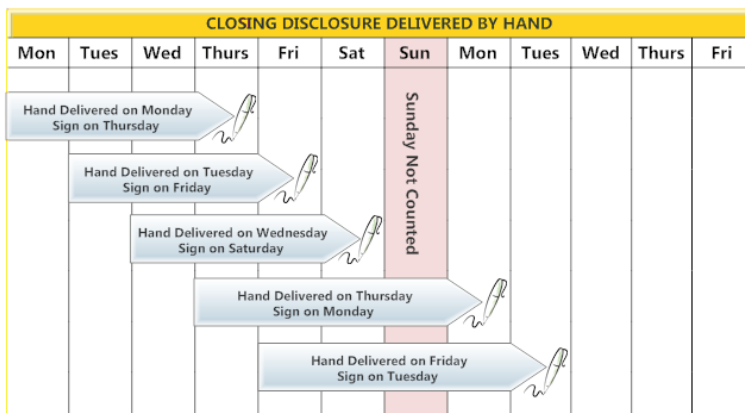 CLOSING DISCLOSURE DELIVERED BY HAND
Mon Tues Wed Thurs Fri Sat Sun Mon Tues Wed Thurs Fri
Hand Delivered on Monday
Sign on Thursday
Hand Delivered on Tuesday
Sign on Friday
Hand Delivered on Wednesday
Sign on Saturday
Sunday Not Counted
Hand Delivered on Thursday
Sign on Monday
Hand Delivered on Friday
Sign on Tuesday